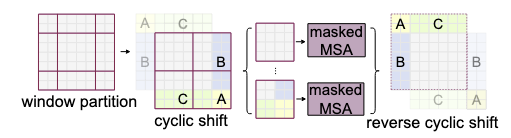 A C
B
window partition
B
C A
cyclic shift
masked
MSA
...
masked
MSA
A C
B
B
C A
reverse cyclic shift